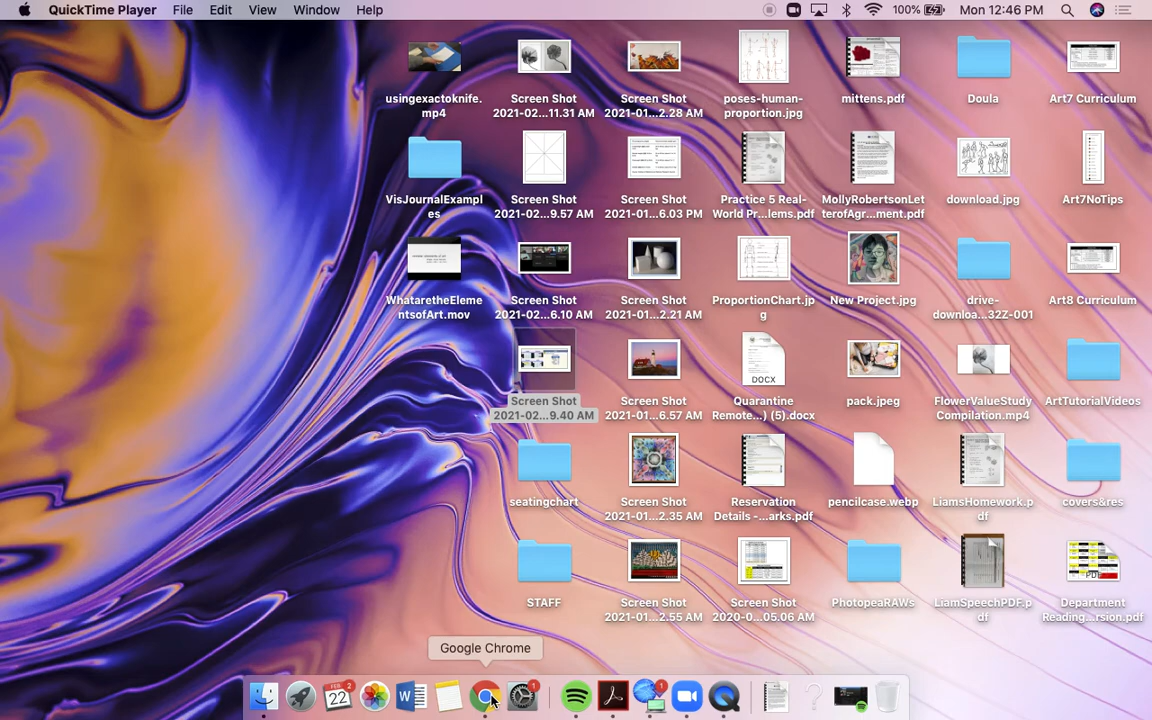 QuickTime Player File Edit View Window Help 100% Mon 12:46 PM
usingexactoknife.
mp4
Screen Shot
2021-02...11.31 AM
Screen Shot
2021-01...2.28 AM
poses-human-
proportion.jpg
mittens.pdf
Doula
Art7 Curriculum
VisJournalExampl
es
Screen Shot
2021-02...9.57 AM
Screen Shot
2021-01...6.03 PM
Practice 5 Real-
World Pr...lems.pdf
MollyRobertsonLet
terofAgr...ment.pdf
download.jpg
Art7NoTips
WhataretheEleme
ntsofArt.mov
Screen Shot
2021-02...6.10 AM
Screen Shot
2021-01...2.21 AM
ProportionChart.jp
g
New Project.jpg
drive-
downloa...32Z-001
Art8 Curriculum
Screen Shot
2021-02...9.40 AM
Screen Shot
2021-01...6.57 AM
DOCX
Quarantine
Remote...) (5).docx
pack.jpeg
FlowerValueStudy
Compilation.mp4
ArtTutorialVideos
seatingchart
Screen Shot
2021-01...2.35 AM
Reservation
Details -...arks.pdf
pencilcase.webp
LiamsHomework.p
df
covers&res
STAFF
Screen Shot
2021-01...2.55 AM
Screen Shot
2020-0...05.06 AM
PhotopeaRAWs
LiamSpeechPDF.p
df
PDF
Department
Reading...rsion.pdf
Google Chrome
FEB 2
22
W
1
1